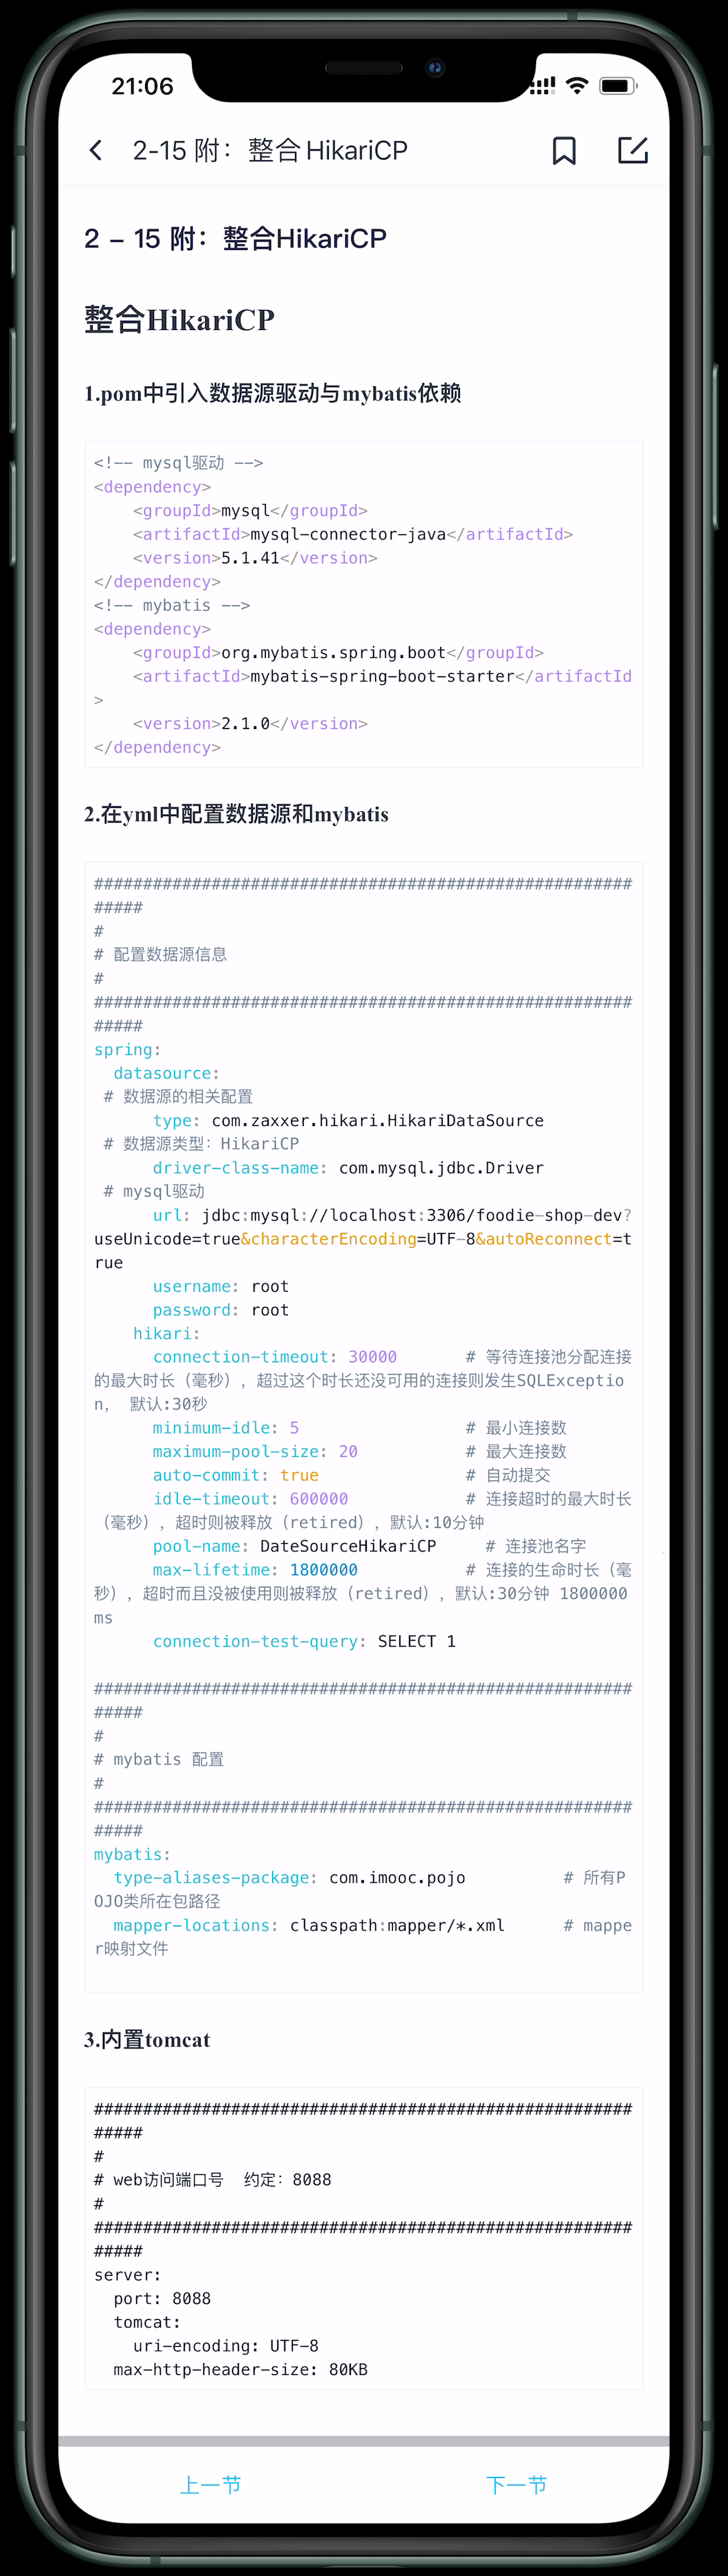 21:06
2-15 附：整合 HikariCP
2 – 15 附：整合HikariCP
整合HikariCP
1.pom中引入数据源驱动与mybatis依赖
<!-- mysql驱动 -->
<dependency>
    <groupId>mysql</groupId>
    <artifactId>mysql-connector-java</artifactId>
    <version>5.1.41</version>
</dependency>
<!-- mybatis -->
<dependency>
    <groupId>org.mybatis.spring.boot</groupId>
    <artifactId>mybatis-spring-boot-starter</artifactId
>
    <version>2.1.0</version>
</dependency>
2.在yml中配置数据源和mybatis
#######################################################
#####
#
# 配置数据源信息
#
#######################################################
#####
spring:
  datasource:
 # 数据源的相关配置
      type: com.zaxxer.hikari.HikariDataSource
 # 数据源类型：HikariCP
      driver-class-name: com.mysql.jdbc.Driver
 # mysql驱动
      url: jdbc:mysql://localhost:3306/foodie-shop-dev?
useUnicode=true&characterEncoding=UTF-8&autoReconnect=t
rue
      username: root
      password: root
    hikari:
      connection-timeout: 30000       # 等待连接池分配连接
的最大时长（毫秒），超过这个时长还没可用的连接则发生SQLExceptio
n， 默认:30秒
      minimum-idle: 5                 # 最小连接数
      maximum-pool-size: 20           # 最大连接数
      auto-commit: true               # 自动提交
      idle-timeout: 600000            # 连接超时的最大时长
（毫秒），超时则被释放（retired），默认:10分钟
      pool-name: DateSourceHikariCP     # 连接池名字
      max-lifetime: 1800000           # 连接的生命时长（毫
秒），超时而且没被使用则被释放（retired），默认:30分钟 1800000
ms
      connection-test-query: SELECT 1
#######################################################
#####
#
# mybatis 配置
#
#######################################################
#####
mybatis:
  type-aliases-package: com.imooc.pojo          # 所有P
OJO类所在包路径
  mapper-locations: classpath:mapper/*.xml      # mappe
r映射文件
3.内置tomcat
#######################################################
#####
#
# web访问端口号  约定：8088
#
#######################################################
#####
server:
  port: 8088
  tomcat:
    uri-encoding: UTF-8
  max-http-header-size: 80KB
上一节 下一节